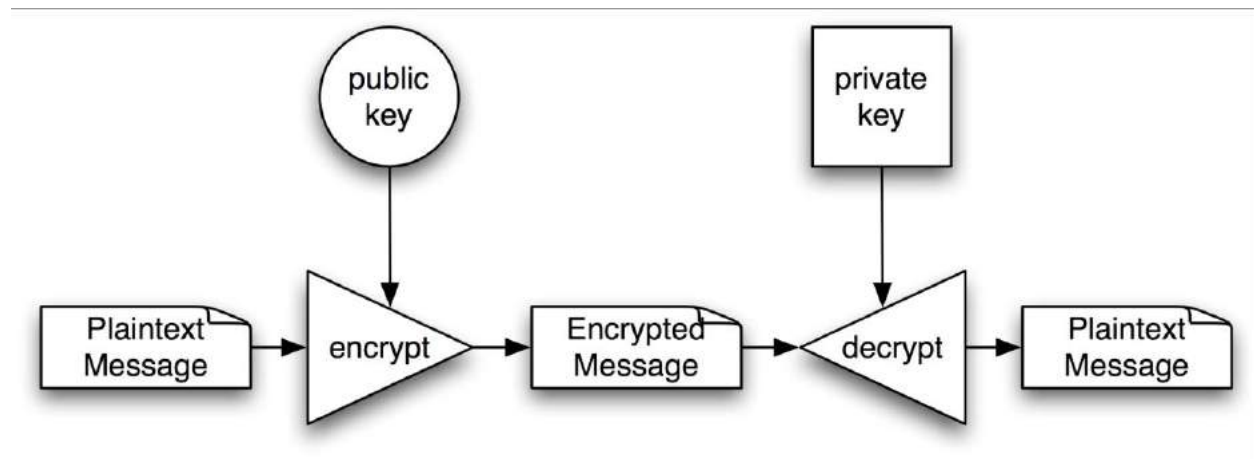 public
key
private
key
Plaintext
Message
encrypt
Encrypted
Message
decrypt
Plaintext
Message